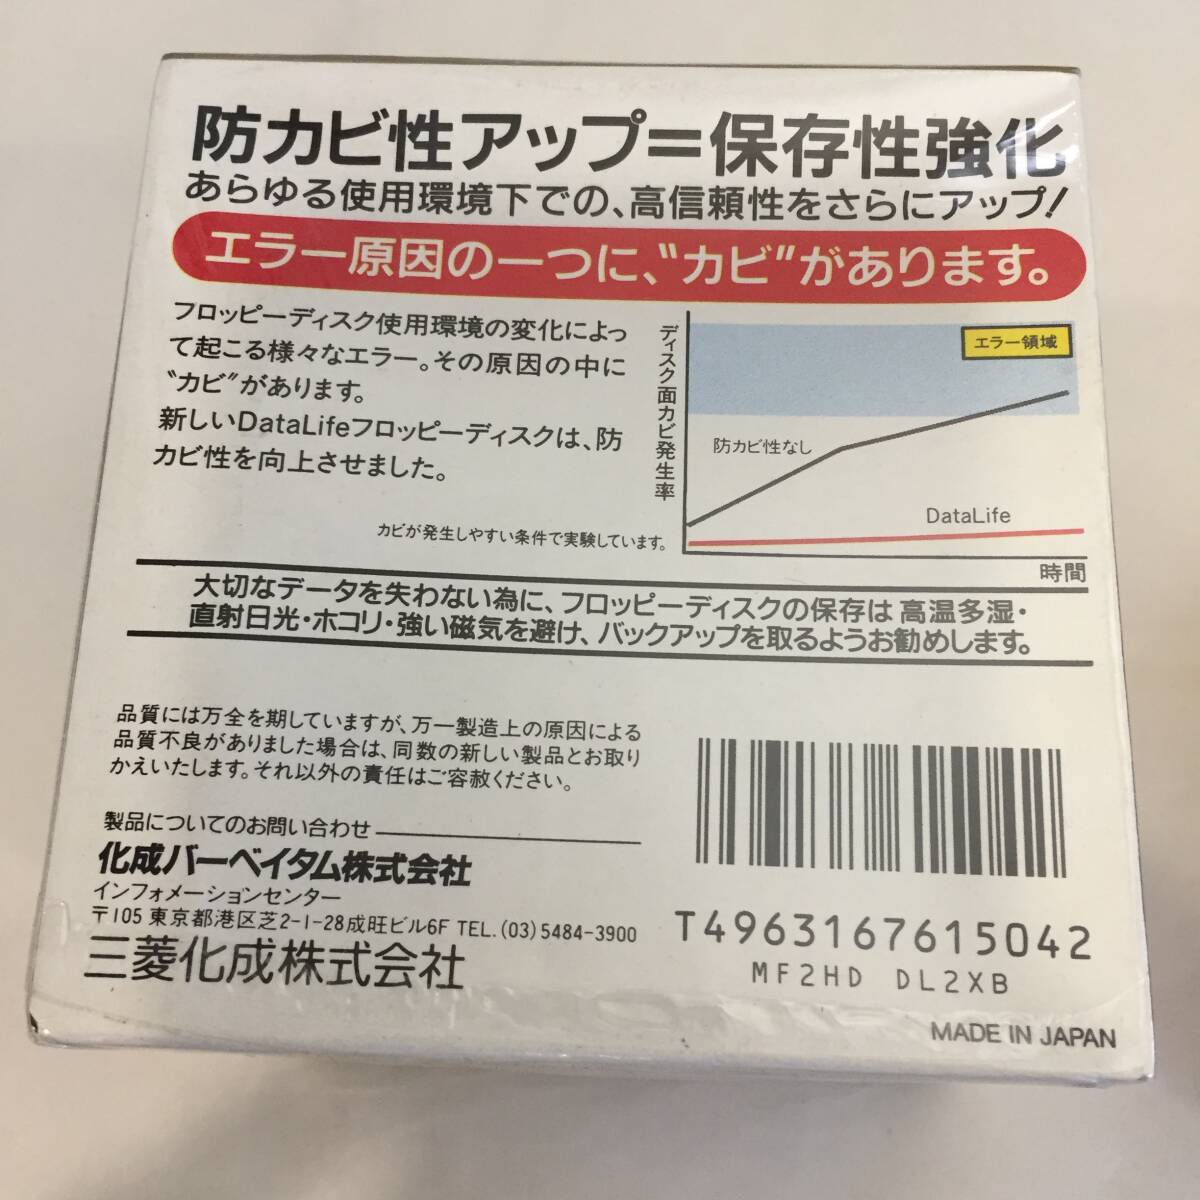 防カビ性アップ=保存性強化
あらゆる使用環境下での、高信頼性をさらにアップ!
エラー原因の一つに、〝カビ〟があります。
フロッピーディスク使用環境の変化によっ
て起こる様々なエラー。その原因の中に
〝カビ〟があります。
新しいDataLifeフロッピーディスクは、防
カビ性を向上させました。
カビが発生しやすい条件で実験しています。
ディスク面カビ発生率
エラー領域
防カビ性なし
DataLife
時間
大切なデータを失わない為に、フロッピーディスクの保存は 高温多湿・
直射日光・ホコリ・強い磁気を避け、バックアップを取るようお勧めします。
品質には万全を期していますが、万一製造上の原因による
品質不良がありました場合は、同数の新しい製品とお取り
かえいたします。それ以外の責任はご容赦ください。
製品についてのお問い合わせ
化成バーベイタム株式会社
インフォメーションセンター
〒105 東京都港区芝2-1-28成旺ビル6F TEL.(03)5484-3900
三菱化成株式会社
T4963167615042
MF2HD DL2XB
MADE IN JAPAN